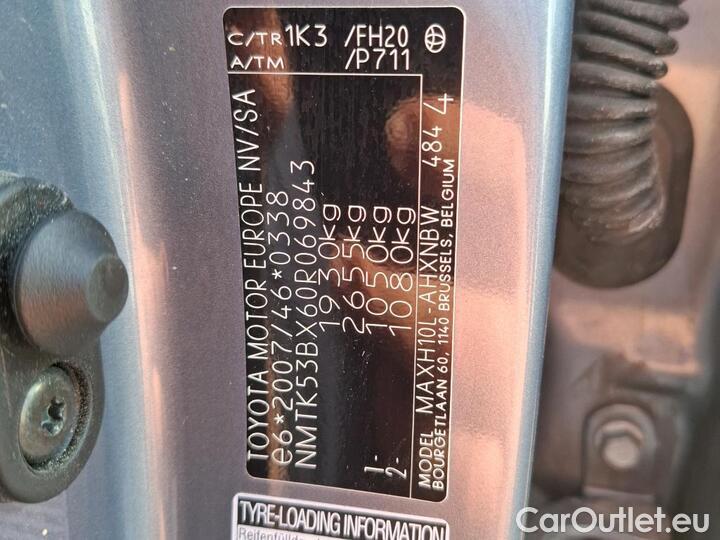 C/TR 1K3 /FH20
A/TM /P711
TOYOTA MOTOR EUROPE NV/SA
e6*2007/46*0338
NMTK53BX60R069843
1930kg
2655kg
1- 1050kg
2- 1080kg
MODEL MAXH10L-AHXNBW 484 4
BOURGETLAAN 60, 1140 BRUSSELS, BELGIUM
TYRE-LOADING INFORMATION
CarOutlet.eu